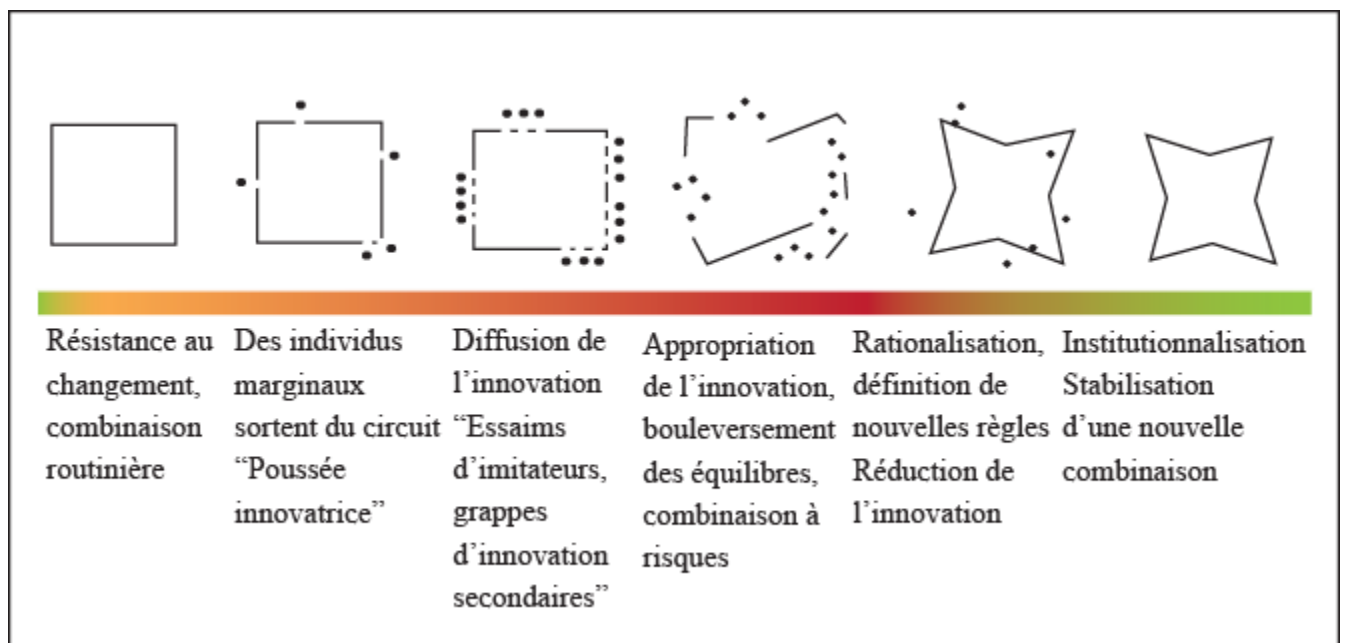 Résistance au
changement,
combinaison
routinière
Des individus
marginaux
sortent du circuit
“Poussée
innovatrice”
Diffusion de
l’innovation
“Essaims
d’imitateurs,
grappes
d’innovation
secondaires”
Appropriation
de l’innovation,
bouleversement
des équilibres,
combinaison à
risques
Rationalisation,
définition de
nouvelles règles
Réduction de
l’innovation
Institutionnalisation
Stabilisation
d’une nouvelle
combinaison